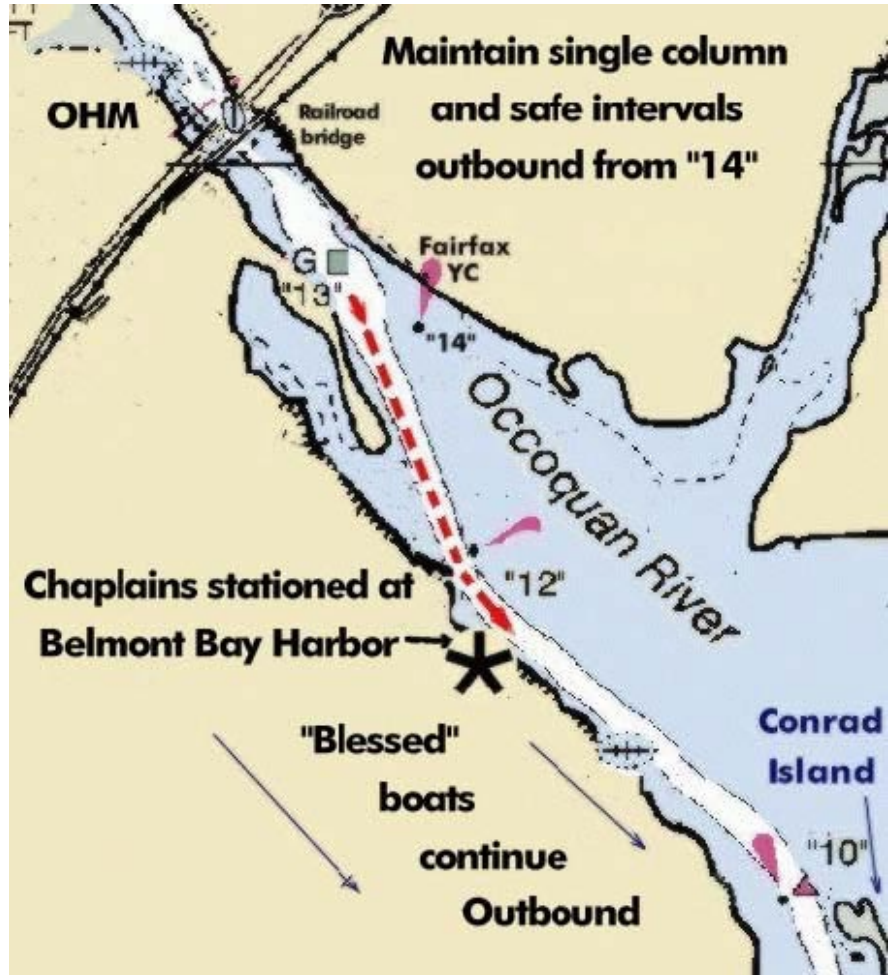 Maintain single column
and safe intervals
outbound from "14"
OHM
Railroad
bridge
Fairfax
YC
G
"13"
"14"
Occoquan River
"12"
Chaplains stationed at
Belmont Bay Harbor
"Blessed"
boats
continue
Outbound
Conrad
Island
"10"